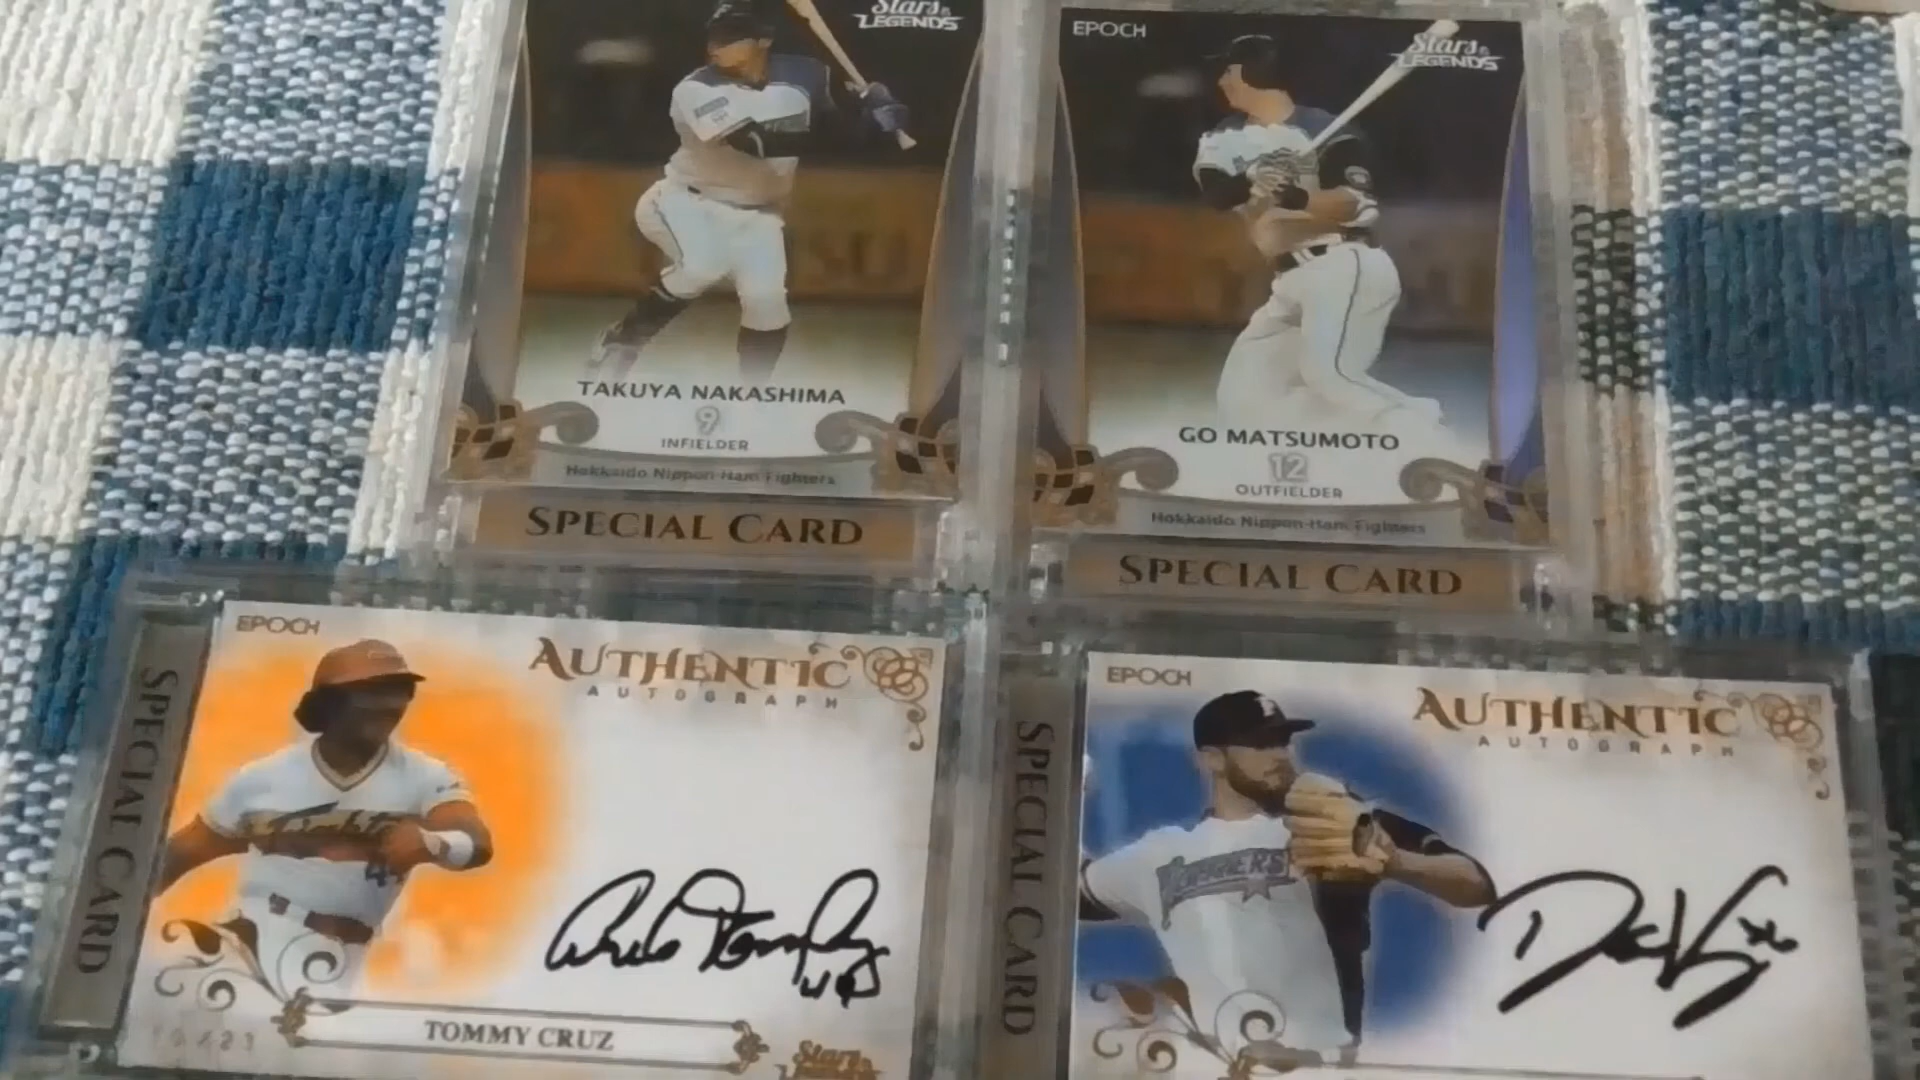 Stars &
LEGENDS
TAKUYA NAKASHIMA
9
INFIELDER
Hokkaido Nippon-Ham Fighters
SPECIAL CARD
EPOCH
Stars &
LEGENDS
GO MATSUMOTO
12
OUTFIELDER
Hokkaido Nippon-Ham Fighters
SPECIAL CARD
SPECIAL CARD
EPOCH
AUTHENTIC
AUTOGRAPH
Fighters
TOMMY CRUZ
Stars &
LEGENDS
SPECIAL CARD
EPOCH
AUTHENTIC
AUTOGRAPH
F